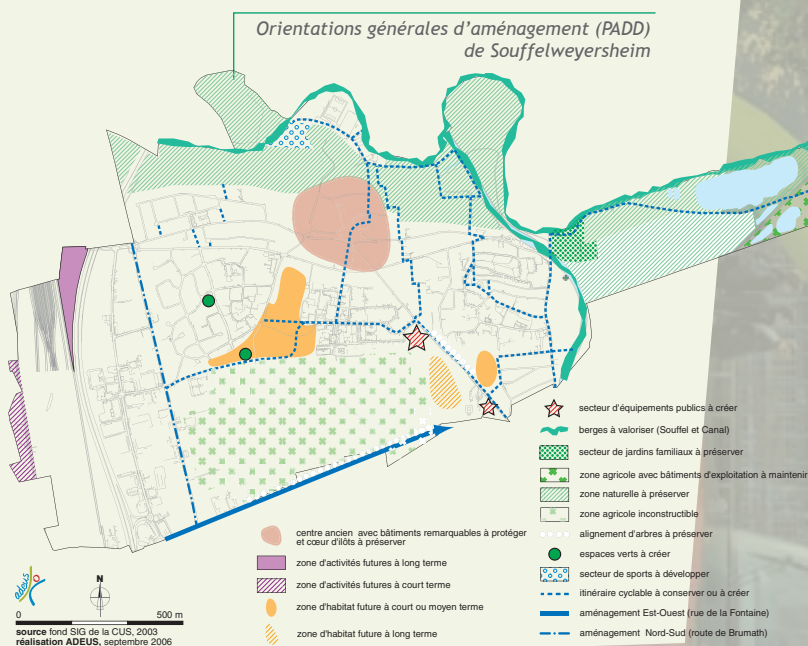 Orientations générales d'aménagement (PADD)
de Souffelweyersheim
secteur d'équipements publics à créer
berges à valoriser (Souffel et Canal)
secteur de jardins familiaux à préserver
zone agricole avec bâtiments d'exploitation à maintenir
zone naturelle à préserver
zone agricole inconstructible
alignement d'arbres à préserver
espaces verts à créer
secteur de sports à développer
itinéraire cyclable à conserver ou à créer
aménagement Est-Ouest (rue de la Fontaine)
aménagement Nord-Sud (route de Brumath)
centre ancien avec bâtiments remarquables à protéger
et cœur d'îlots à préserver
zone d'activités futures à long terme
zone d'activités futures à court terme
zone d'habitat future à court ou moyen terme
zone d'habitat future à long terme
adeus
N
0 500 m
source fond SIG de la CUS, 2003
réalisation ADEUS, septembre 2006